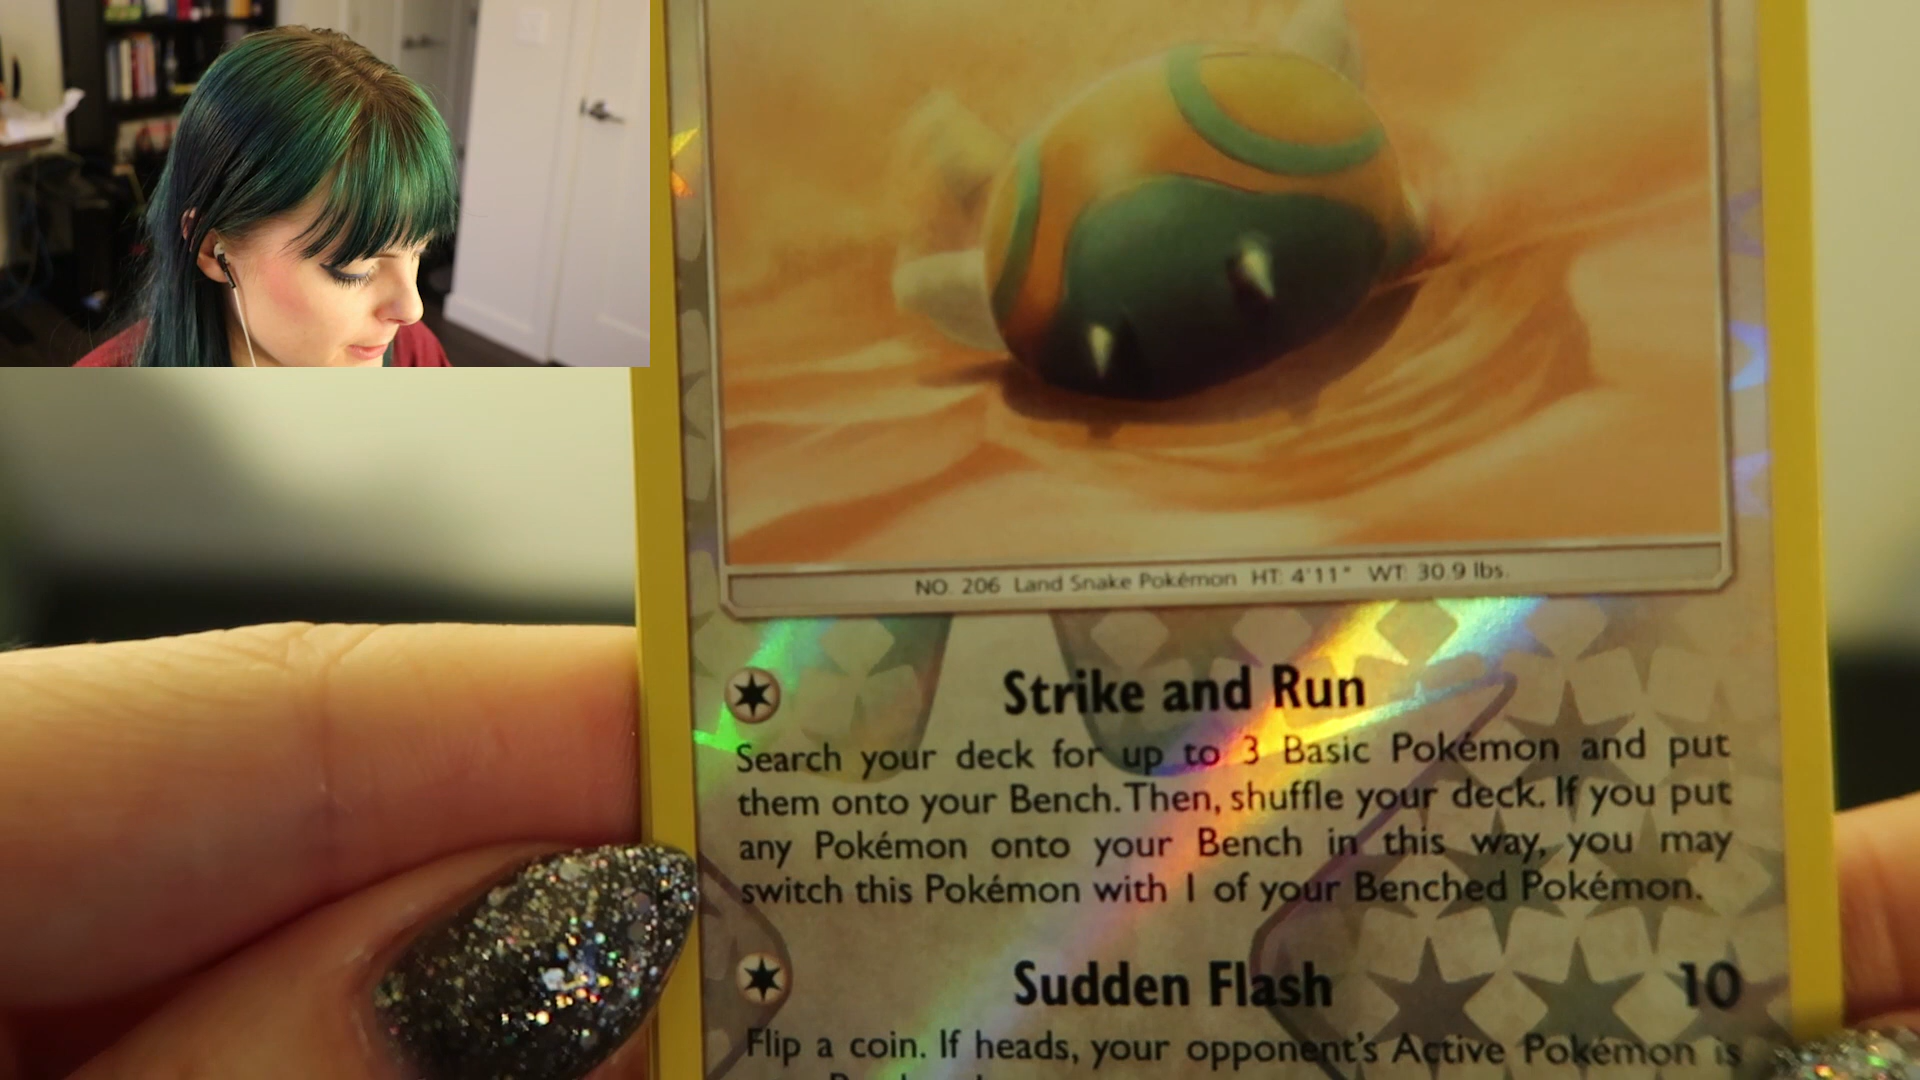 NO. 206 Land Snake Pokémon HT: 4'11" WT: 30.9 lbs.
Strike and Run
Search your deck for up to 3 Basic Pokémon and put
them onto your Bench. Then, shuffle your deck. If you put
any Pokémon onto your Bench in this way, you may
switch this Pokémon with 1 of your Benched Pokémon.
Sudden Flash 10
Flip a coin. If heads, your opponent's Active Pokémon is